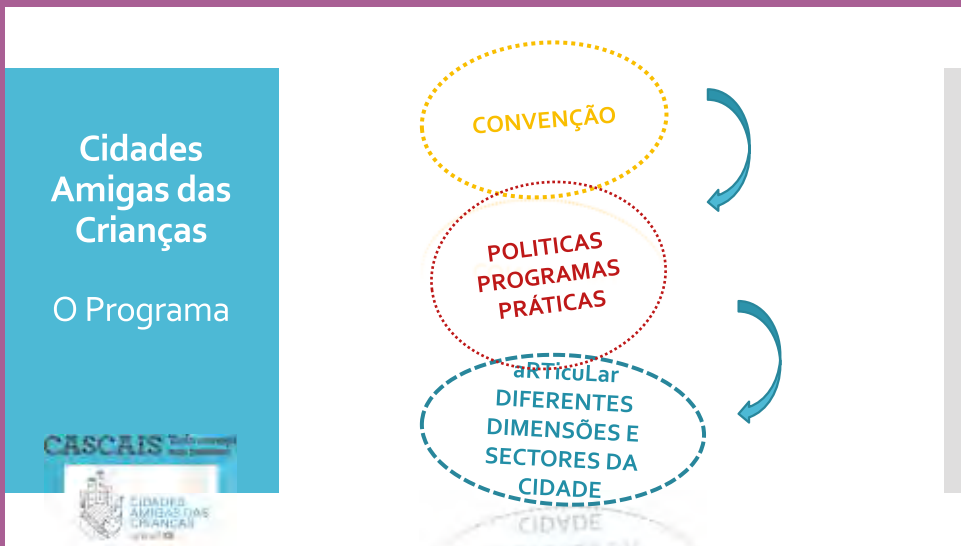 Cidades
Amigas das
Crianças
O Programa
CASCAIS
CIDADES
AMIGAS DAS
CRIANÇAS
CONVENÇÃO
POLITICAS
PROGRAMAS
PRÁTICAS
aRTicuLar
DIFERENTES
DIMENSÕES E
SECTORES DA
CIDADE